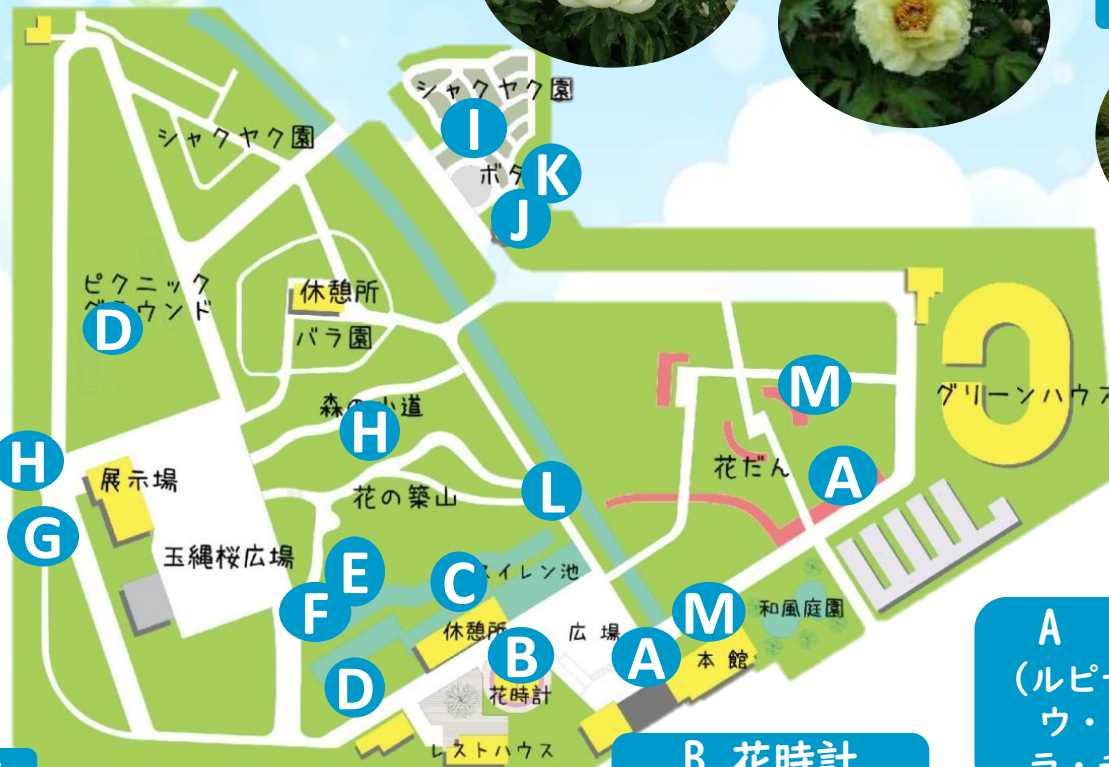 シャクヤク園
I
シャクヤク園
ボタ
K
J
ピクニック
グラウンド
D
休憩所
バラ園
M
グリーンハウス
森の小道
H
H
展示場
花だん
A
花の築山
L
G
玉縄桜広場
E
C
スイレン池
F
M
和風庭園
休憩所
広場
B
A
本館
D
花時計
レストハウス
A
(ルピ
ウ・
B 花時計